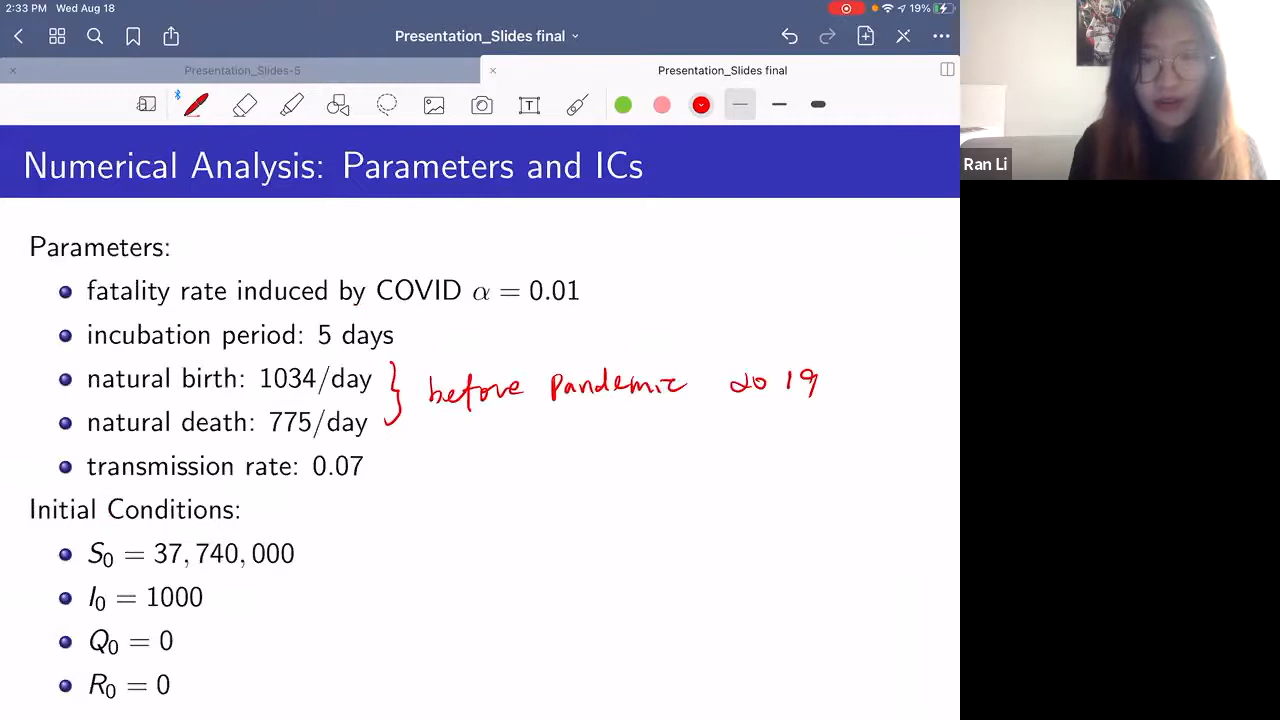 2:33 PM Wed Aug 18
19%
Presentation_Slides final
Presentation_Slides-5
Presentation_Slides final
T
Numerical Analysis: Parameters and ICs
Ran Li
Parameters:
fatality rate induced by COVID α = 0.01
incubation period: 5 days
natural birth: 1034/day
natural death: 775/day
before pandemic 2019
transmission rate: 0.07
Initial Conditions:
S₀ = 37,740,000
I₀ = 1000
Q₀ = 0
R₀ = 0